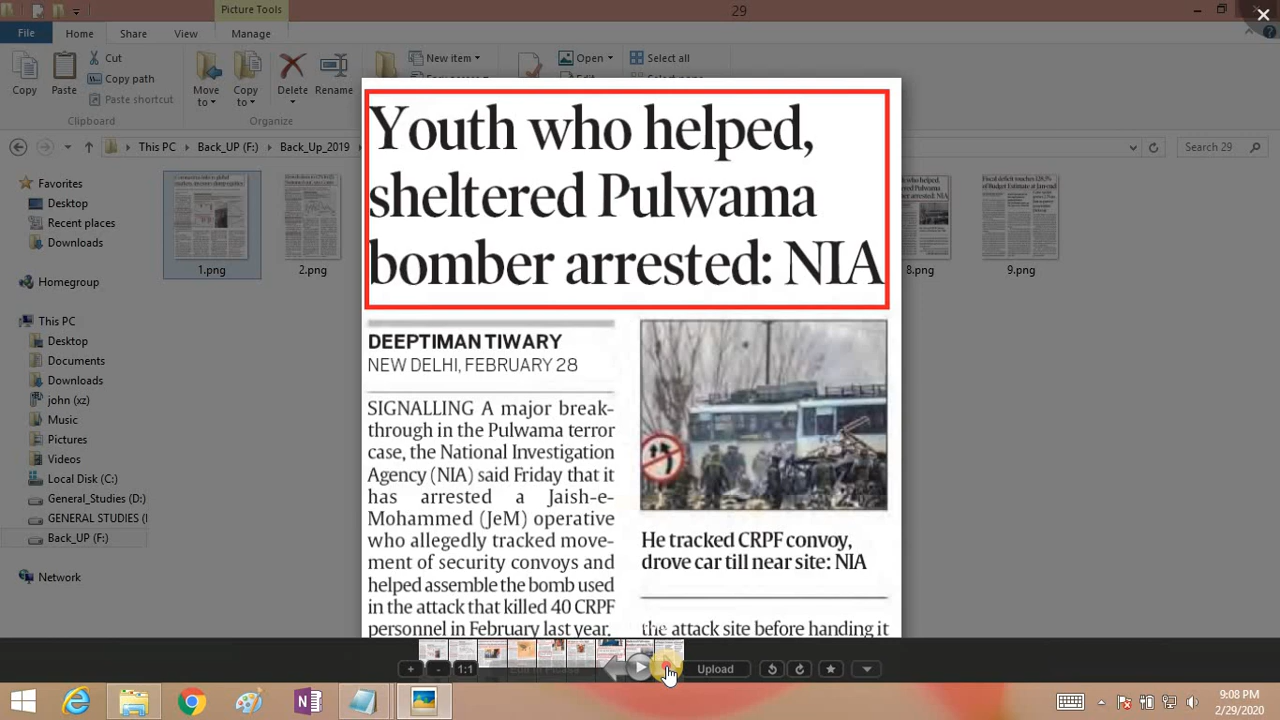 Picture Tools
29
File
Home
Share
View
Manage
Copy
Paste
Cut
Copy path
Paste shortcut
Clipboard
Move to
Copy to
Delete
Rename
Organize
New item
Open
Select all
This PC
Back_UP (F:)
Back_Up_2019
Search 29
Favorites
Desktop
Recent places
Downloads
Homegroup
This PC
Desktop
Documents
Downloads
john (xz)
Music
Pictures
Videos
Local Disk (C:)
General_Studies (D:)
GENERAL STUDIES (
Back_UP (F:)
Network
1.png
2.png
8.png
9.png
Youth who helped,
sheltered Pulwama
bomber arrested: NIA
DEEPTIMAN TIWARY
NEW DELHI, FEBRUARY 28
SIGNALLING A major break-
through in the Pulwama terror
case, the National Investigation
Agency (NIA) said Friday that it
has arrested a Jaish-e-
Mohammed (JeM) operative
who allegedly tracked move-
ment of security convoys and
helped assemble the bomb used
in the attack that killed 40 CRPF
personnel in February last year.
He tracked CRPF convoy,
drove car till near site: NIA
the attack site before handing it
1:1
Edit in Picasa
Upload
9:08 PM
2/29/2020